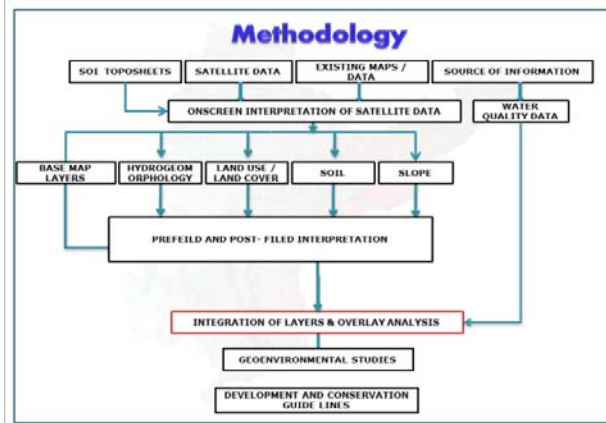 Methodology
SOI TOPOSHEETS
SATELLITE DATA
EXISTING MAPS /
DATA
SOURCE OF INFORMATION
ONSCREEN INTERPRETATION OF SATELLITE DATA
WATER
QUALITY DATA
BASE MAP
LAYERS
HYDROGEOM
ORPHOLOGY
LAND USE /
LAND COVER
SOIL
SLOPE
PREFEILD AND POST- FILED INTERPRETATION
INTEGRATION OF LAYERS & OVERLAY ANALYSIS
GEOENVIRONMENTAL STUDIES
DEVELOPMENT AND CONSERVATION
GUIDE LINES